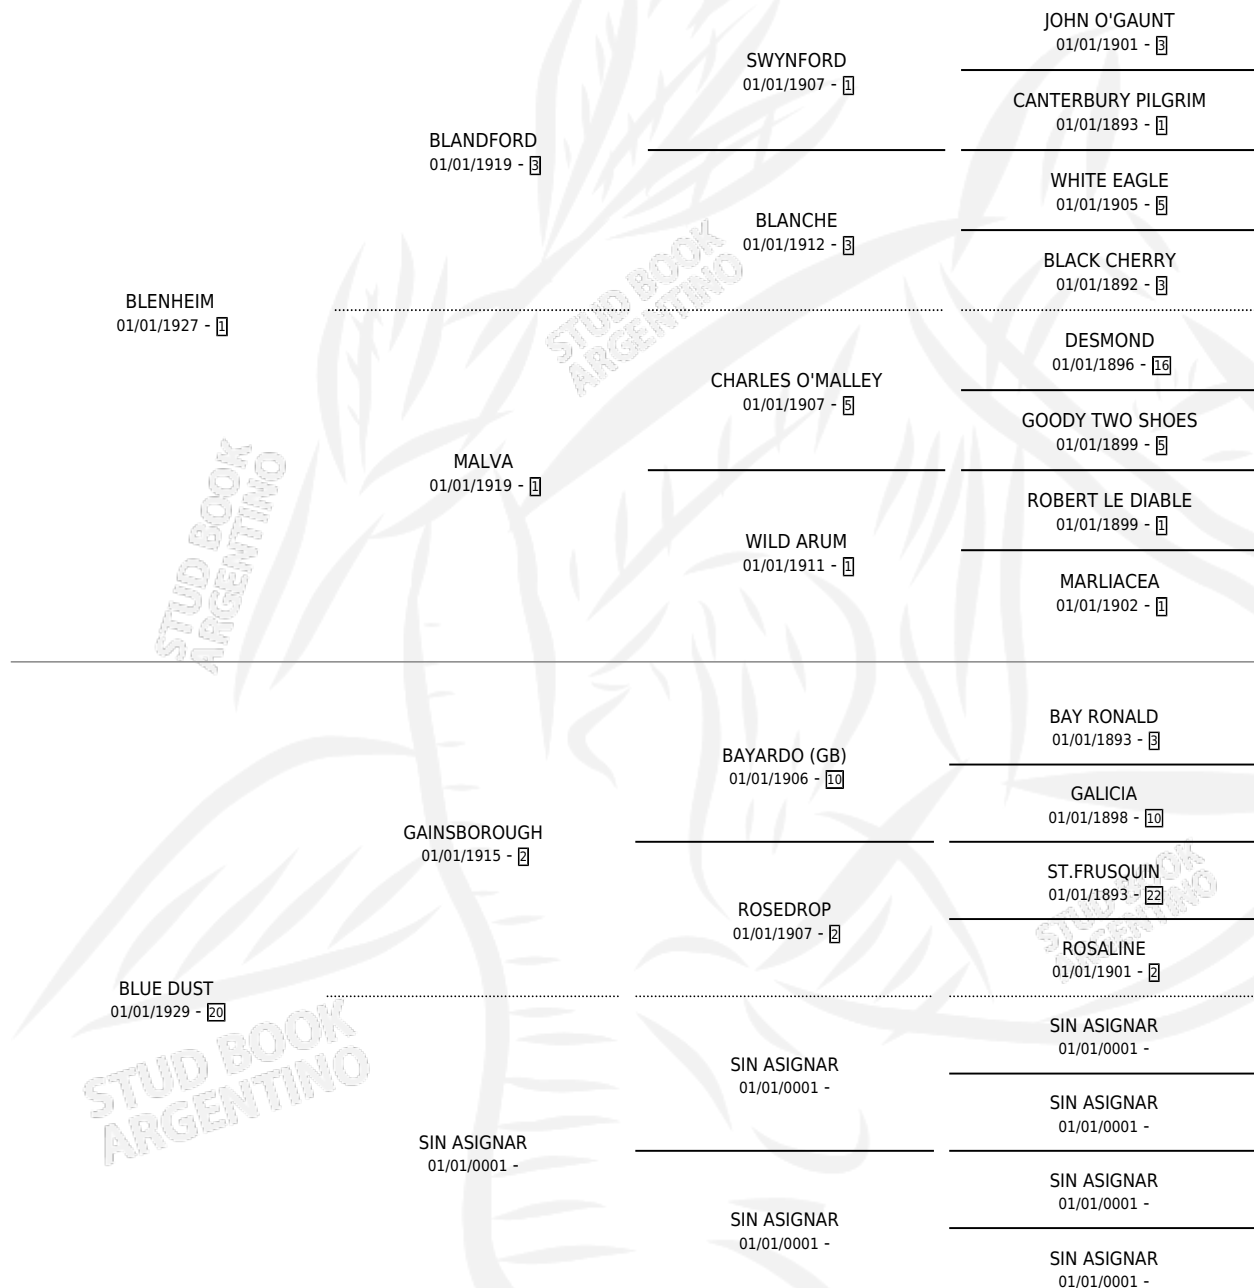 JOHN O'GAUNT
01/01/1901 - 3
SWYNFORD
01/01/1907 - 1
CANTERBURY PILGRIM
01/01/1893 - 1
BLANDFORD
01/01/1919 - 3
WHITE EAGLE
01/01/1905 - 5
BLANCHE
01/01/1912 - 3
BLACK CHERRY
01/01/1892 - 3
BLENHEIM
01/01/1927 - 1
DESMOND
01/01/1896 - 16
CHARLES O'MALLEY
01/01/1907 - 5
GOODY TWO SHOES
01/01/1899 - 5
MALVA
01/01/1919 - 1
ROBERT LE DIABLE
01/01/1899 - 1
WILD ARUM
01/01/1911 - 1
MARLIACEA
01/01/1902 - 1
BAY RONALD
01/01/1893 - 3
BAYARDO (GB)
01/01/1906 - 10
GALICIA
01/01/1898 - 10
GAINSBOROUGH
01/01/1915 - 2
ST.FRUSQUIN
01/01/1893 - 22
ROSEDROP
01/01/1907 - 2
ROSALINE
01/01/1901 - 2
BLUE DUST
01/01/1929 - 20
SIN ASIGNAR
01/01/0001 -
SIN ASIGNAR
01/01/0001 -
SIN ASIGNAR
01/01/0001 -
SIN ASIGNAR
01/01/0001 -
SIN ASIGNAR
01/01/0001 -
SIN ASIGNAR
01/01/0001 -
SIN ASIGNAR
01/01/0001 -
STUD BOOK
ARGENTINO
STUD BOOK
ARGENTINO
STUD BOOK
ARGENTINO
STUD BOOK
ARGENTINO